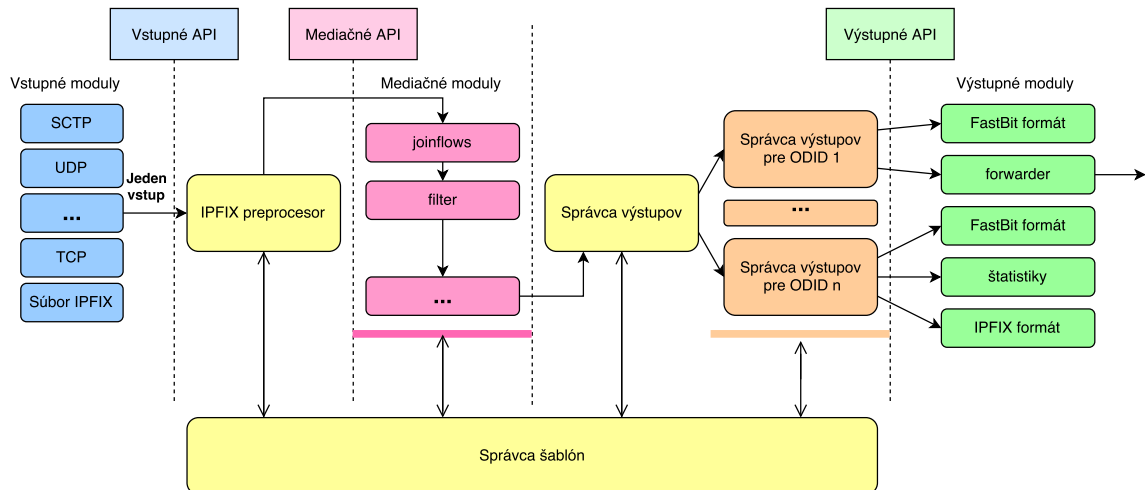 Vstupné API
Mediačné API
Výstupné API
Vstupné moduly
SCTP
UDP
...
TCP
Súbor IPFIX
Jeden
vstup
IPFIX preprocesor
Mediačné moduly
joinflows
filter
...
Správca výstupov
Správca výstupov
pre ODID 1
...
Správca výstupov
pre ODID n
Výstupné moduly
FastBit formát
forwarder
FastBit formát
štatistiky
IPFIX formát
Správca šablón